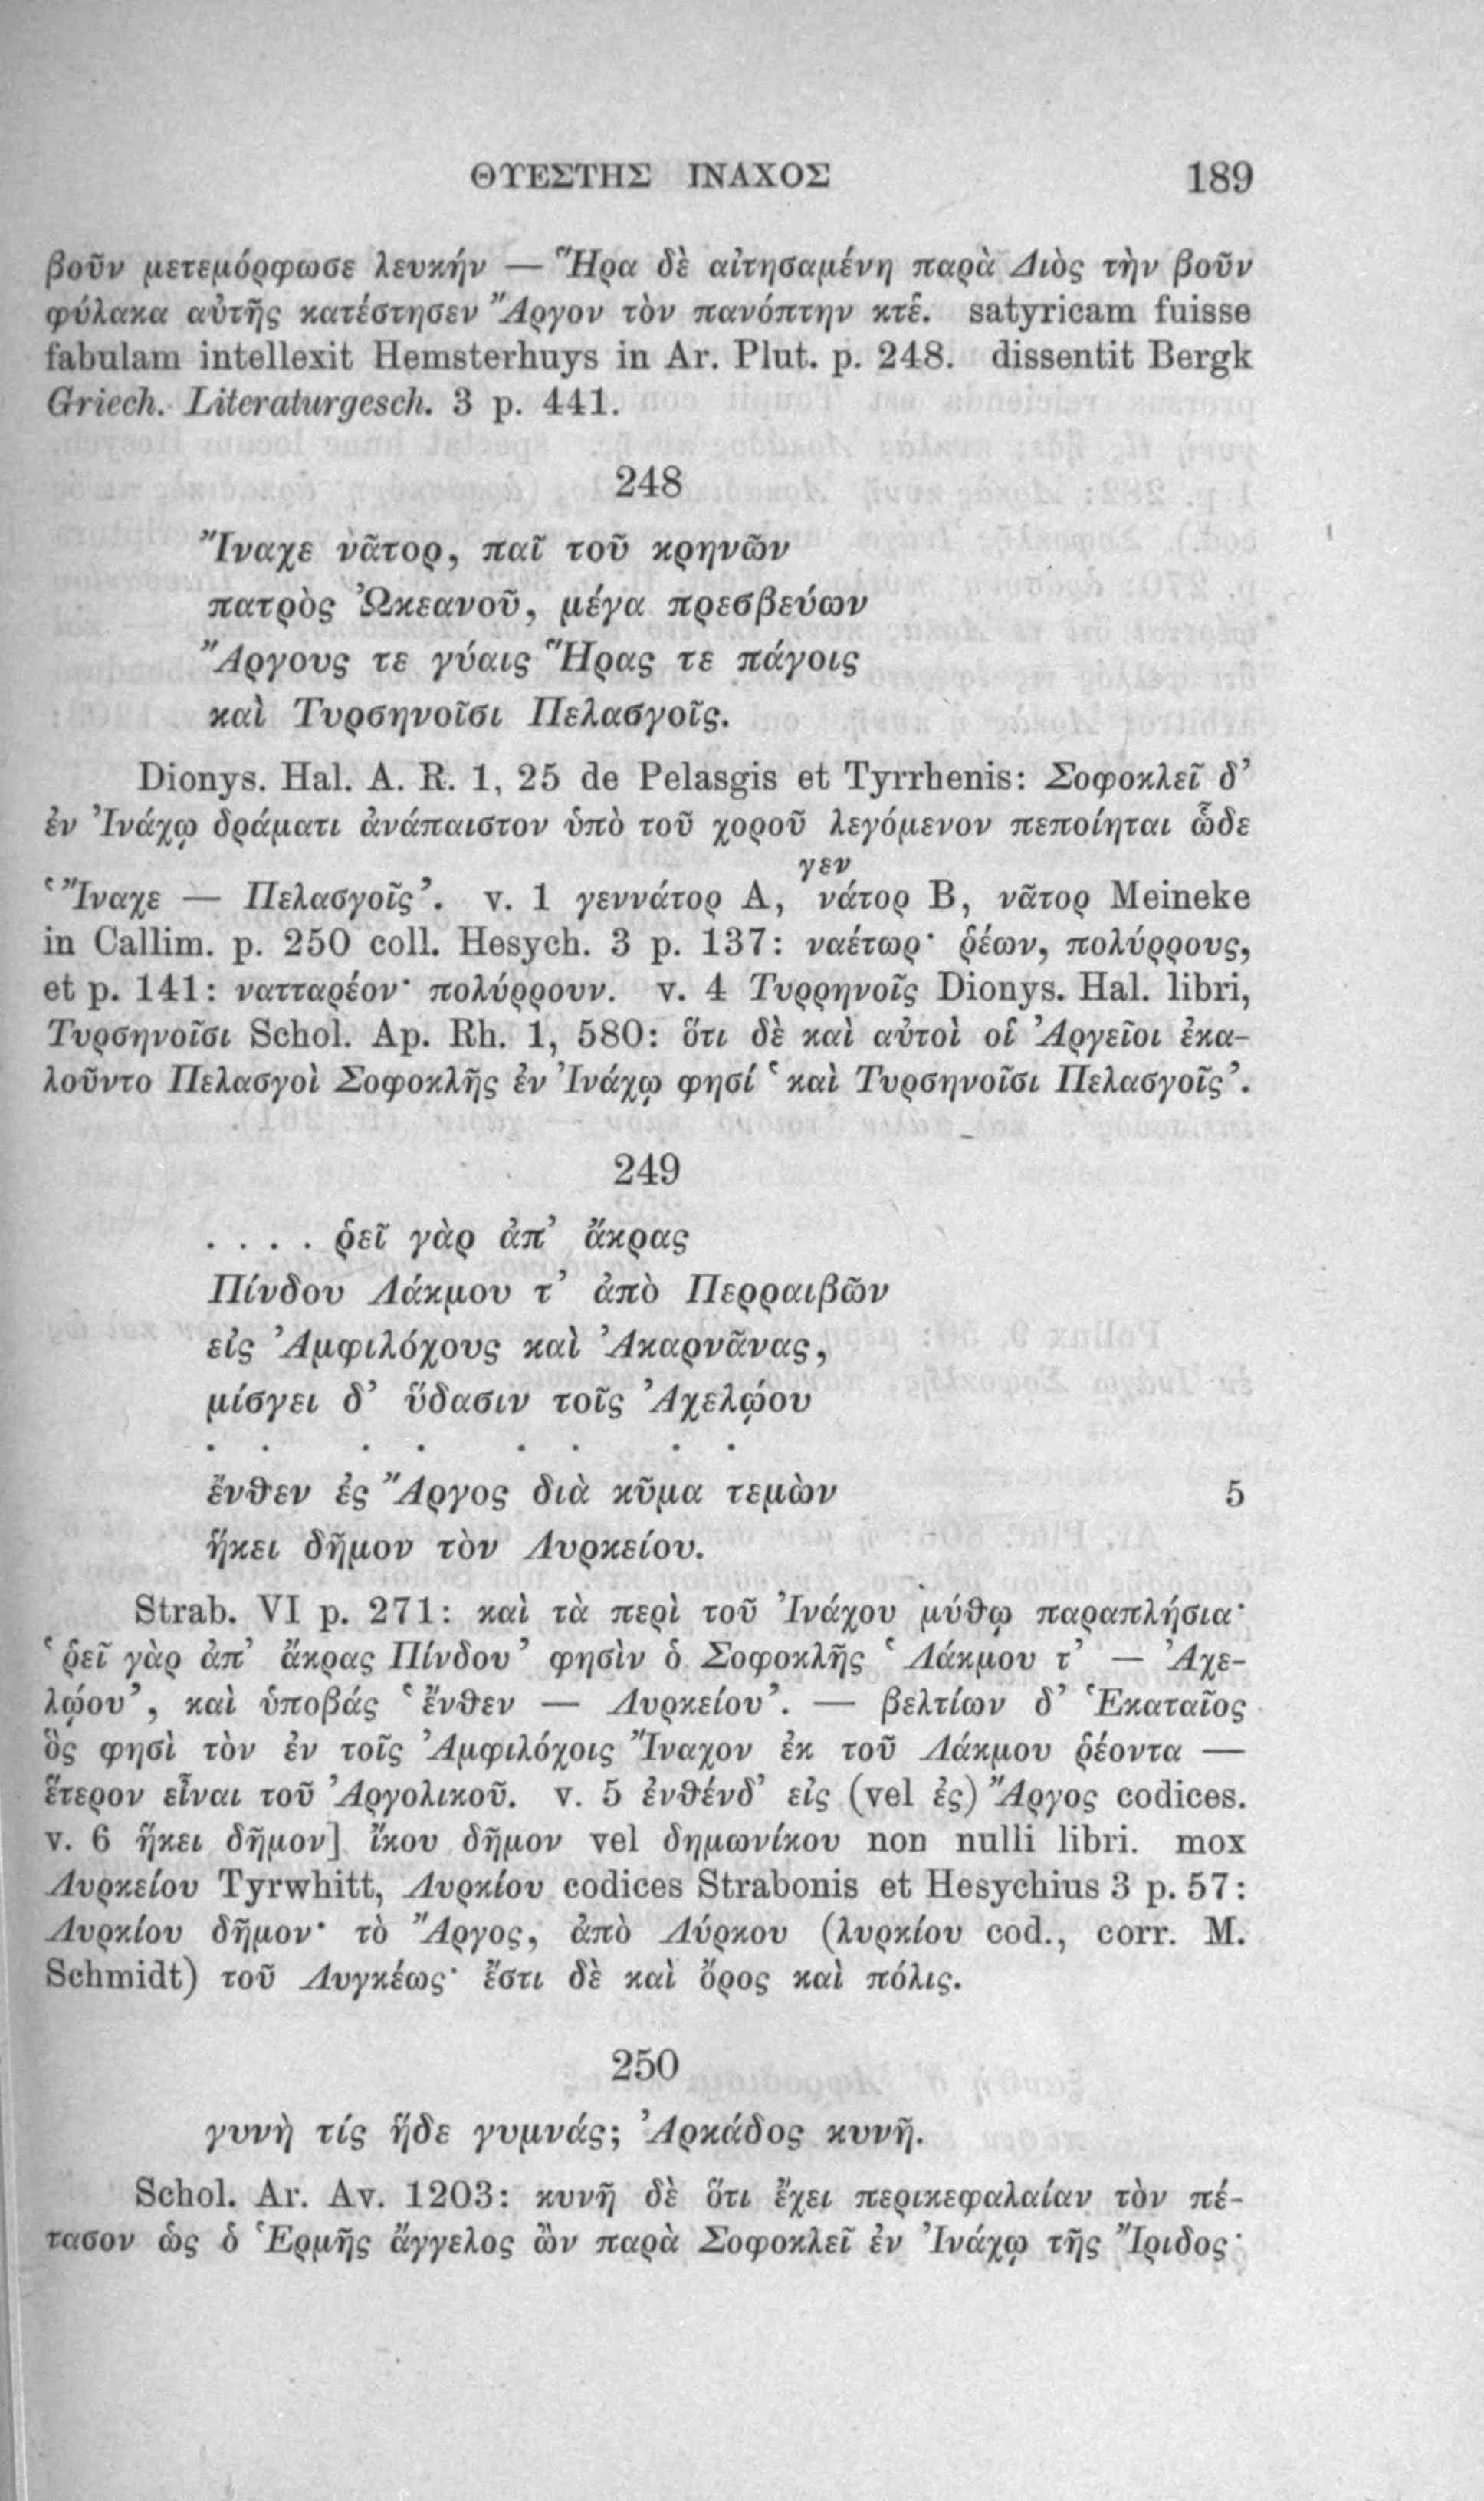 ΘΥΕΣΤΗΣ ΙΝΑΧΟΣ 189
βοῦν μετεμόρφωσε λευκήν — Ἥρα δὲ αἰτησαμένη παρὰ Διὸς τὴν βοῦν
φύλακα αὐτῆς κατέστησεν Ἄργον τὸν πανόπτην κτἑ. satyricam fuisse
fabulam intellexit Hemsterhuys in Ar. Plut. p. 248. dissentit Bergk
Griech. Literaturgesch. 3 p. 441.
248
Ἴναχε νᾶτορ, παῖ τοῦ κρηνῶν
πατρὸς Ὠκεανοῦ, μέγα πρεσβεύων
Ἄργους τε γύαις Ἥρας τε πάγοις
καὶ Τυρσηνοῖσι Πελασγοῖς.
Dionys. Hal. A. R. 1, 25 de Pelasgis et Tyrrhenis: Σοφοκλεῖ δ’
ἐν Ἰνάχῳ δράματι ἀνάπαιστον ὑπὸ τοῦ χοροῦ λεγόμενον πεποίηται ὧδε
γεν
‘Ἴναχε — Πελασγοῖς’. v. 1 γεννάτορ A, νάτορ B, νᾶτορ Meineke
in Callim. p. 250 coll. Hesych. 3 p. 137: ναέτωρ· ῥέων, πολύρρους,
et p. 141: νατταρέον· πολύρρουν. v. 4 Τυρρηνοῖς Dionys. Hal. libri,
Τυρσηνοῖσι Schol. Ap. Rh. 1, 580: ὅτι δὲ καὶ αὐτοὶ οἱ Ἀργεῖοι ἐκα-
λοῦντο Πελασγοὶ Σοφοκλῆς ἐν Ἰνάχῳ φησί ‘καὶ Τυρσηνοῖσι Πελασγοῖς’.
249
. . . . ῥεῖ γὰρ ἀπ’ ἄκρας
Πίνδου Λάκμου τ’ ἀπὸ Περραιβῶν
εἰς Ἀμφιλόχους καὶ Ἀκαρνᾶνας,
μίσγει δ’ ὕδασιν τοῖς Ἀχελῴου
. . . . . . . .
ἔνθεν ἐς Ἄργος διὰ κῦμα τεμὼν 5
ἥκει δῆμον τὸν Λυρκείου.
Strab. VI p. 271: καὶ τὰ περὶ τοῦ Ἰνάχου μύθῳ παραπλήσια·
‘ῥεῖ γὰρ ἀπ’ ἄκρας Πίνδου’ φησὶν ὁ Σοφοκλῆς ‘Λάκμου τ’ — Ἀχε-
λῴου’, καὶ ὑποβάς ‘ἔνθεν — Λυρκείου’. — βελτίων δ’ Ἑκαταῖος
ὅς φησὶ τὸν ἐν τοῖς Ἀμφιλόχοις Ἴναχον ἐκ τοῦ Λάκμου ῥέοντα —
ἕτερον εἶναι τοῦ Ἀργολικοῦ. v. 5 ἐνθένδ’ εἰς (vel ἐς) Ἄργος codices.
v. 6 ἥκει δῆμον] ἵκου δῆμον vel δημωνίκου non nulli libri. mox
Λυρκείου Tyrwhitt, Λυρκίου codices Strabonis et Hesychius 3 p. 57:
Λυρκίου δῆμον· τὸ Ἄργος, ἀπὸ Λύρκου (λυρκίου cod., corr. M.
Schmidt) τοῦ Λυγκέως· ἔστι δὲ καὶ ὄρος καὶ πόλις.
250
γυνὴ τίς ἥδε γυμνάς; Ἀρκάδος κυνῆ.
Schol. Ar. Av. 1203: κυνῆ δὲ ὅτι ἔχει περικεφαλαίαν τὸν πέ-
τασον ὡς ὁ Ἑρμῆς ἄγγελος ὢν παρὰ Σοφοκλεῖ ἐν Ἰνάχῳ τῆς Ἴριδος·